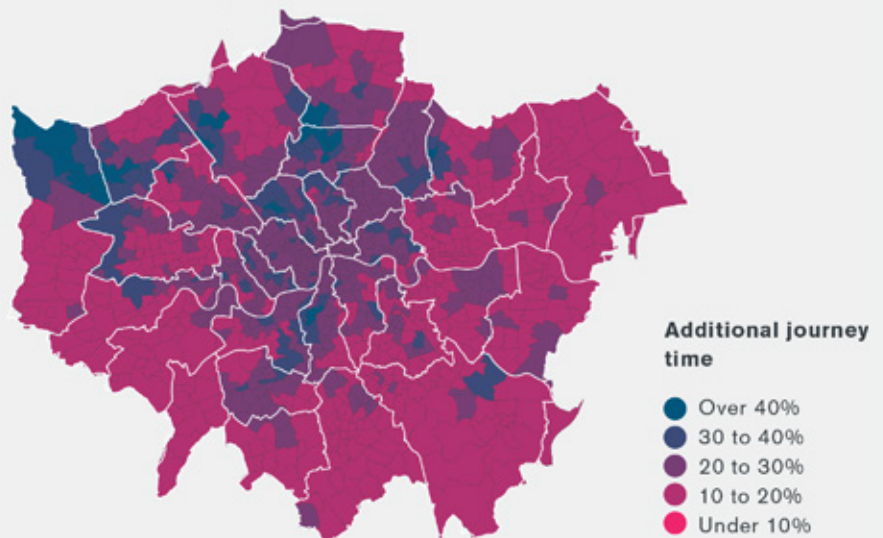 Additional journey
time
Over 40%
30 to 40%
20 to 30%
10 to 20%
Under 10%